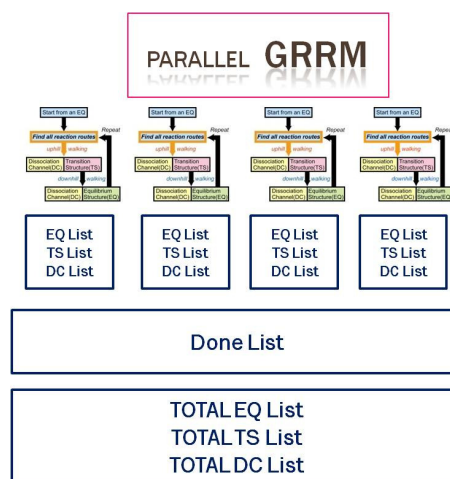 PARALLEL GRRM
Start from an EQ
Repeat
Find all reaction routes
uphill walking
Dissociation Channel(DC)
Transition Structure(TS)
downhill walking
Dissociation Channel(DC)
Equilibrium Structure(EQ)
Start from an EQ
Repeat
Find all reaction routes
uphill walking
Dissociation Channel(DC)
Transition Structure(TS)
downhill walking
Dissociation Channel(DC)
Equilibrium Structure(EQ)
Start from an EQ
Repeat
Find all reaction routes
uphill walking
Dissociation Channel(DC)
Transition Structure(TS)
downhill walking
Dissociation Channel(DC)
Equilibrium Structure(EQ)
Start from an EQ
Repeat
Find all reaction routes
uphill walking
Dissociation Channel(DC)
Transition Structure(TS)
downhill walking
Dissociation Channel(DC)
Equilibrium Structure(EQ)
EQ List
TS List
DC List
EQ List
TS List
DC List
EQ List
TS List
DC List
EQ List
TS List
DC List
Done List
TOTAL EQ List
TOTAL TS List
TOTAL DC List